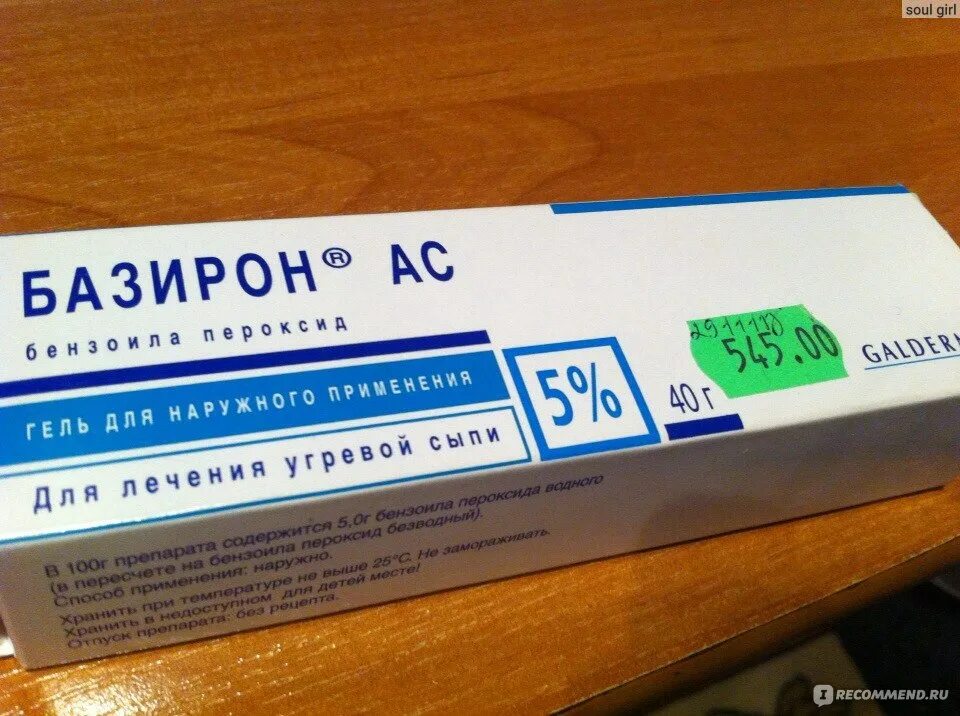 soul girl
БАЗИРОН® АС
бензоила пероксид
ГЕЛЬ ДЛЯ НАРУЖНОГО ПРИМЕНЕНИЯ
Для лечения угревой сыпи
5%
40 г
545.00
GALDER
В 100г препарата содержится 5,0г бензоила пероксида водного
(в пересчете на бензоила пероксид безводный).
Способ применения: наружно.
Хранить при температуре не выше 25°С. Не замораживать.
Хранить в недоступном для детей месте!
Отпуск препарата: без рецепта.
IRECOMMEND.RU